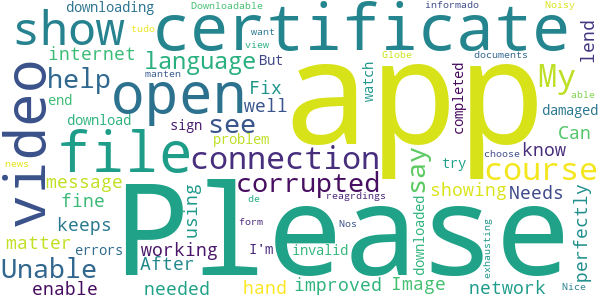 downloading Downloadable tudo informado Noisy
show certificate want
internet language But view documents lend
Globe
video help open Fix well see watch app completed My manten able damaged
end download sign problem Can
file connection try choose know
message say showing course
fine using corrupted Please downloaded Needs perfectly
keeps de reagrdings news
matter errors working form Nos exhausting
Unable After I'm invalid Image network Nice
enable needed hand improved